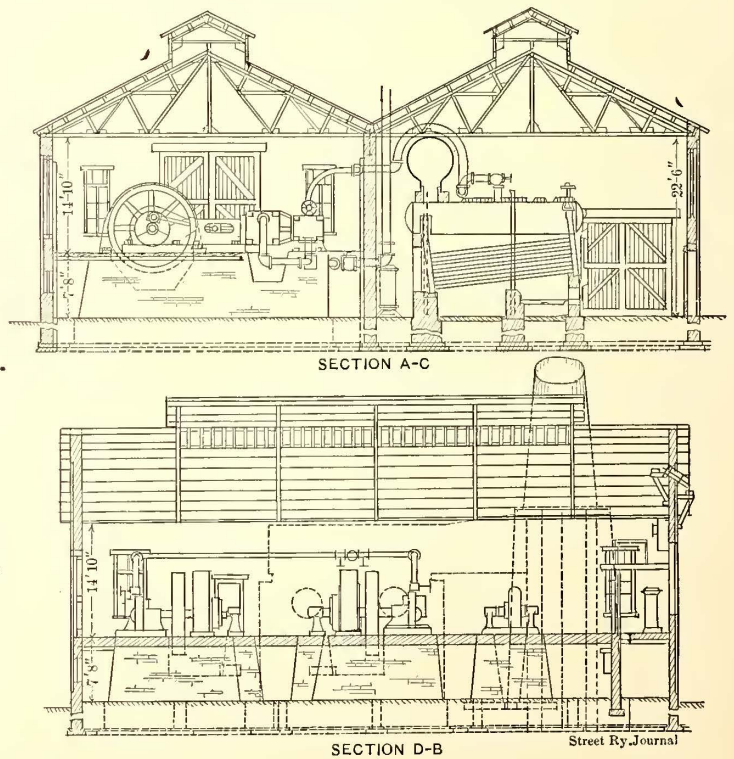 14'-10"
22'-6"
7'-8"
SECTION A-C
14'10"
7'8"
SECTION D-B
Street Ry. Journal